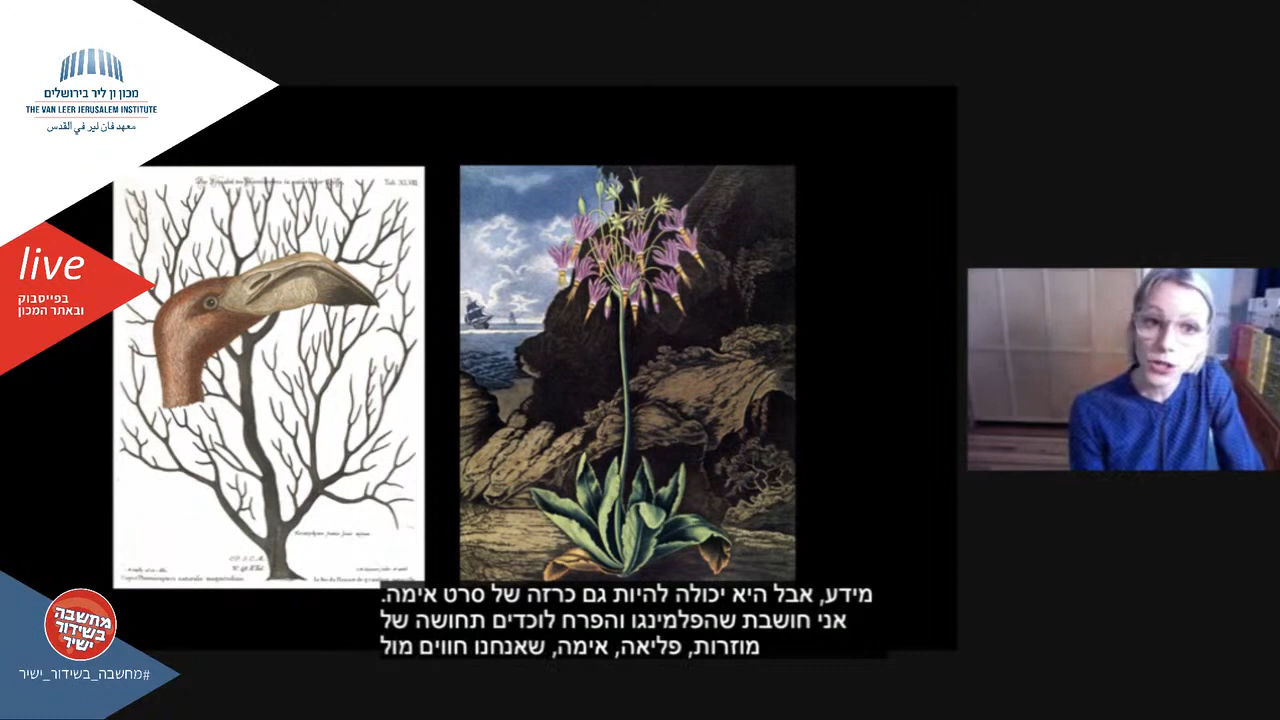 מכון ון ליר בירושלים
THE VAN LEER JERUSALEM INSTITUTE
معهد فان لير في القدس
live
בפייסבוק
ובאתר המכון
Tab. XLVIII
מידע, אבל היא יכולה להיות גם כרזה של סרט אימה.
אני חושבת שהפלמינגו והפרח לוכדים תחושה של
מוזרות, פליאה, אימה, שאנחנו חווים מול
מחשבה
בשידור
ישיר
#מחשבה_בשידור_ישיר